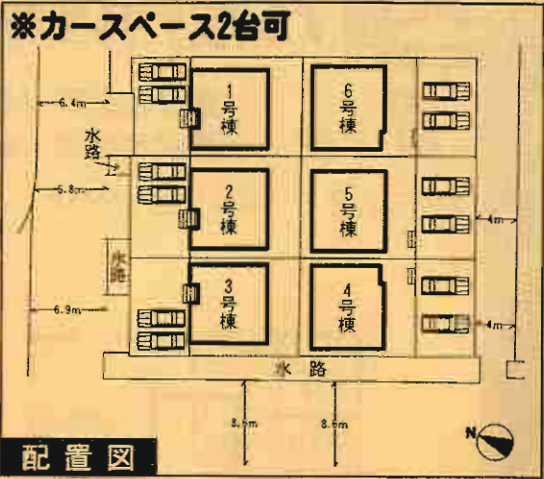 ※カースペース2台可
6.4m
水路
1号棟
6号棟
6.8m
2号棟
5号棟
4m
水路
6.9m
3号棟
4号棟
4m
水路
N
配置図